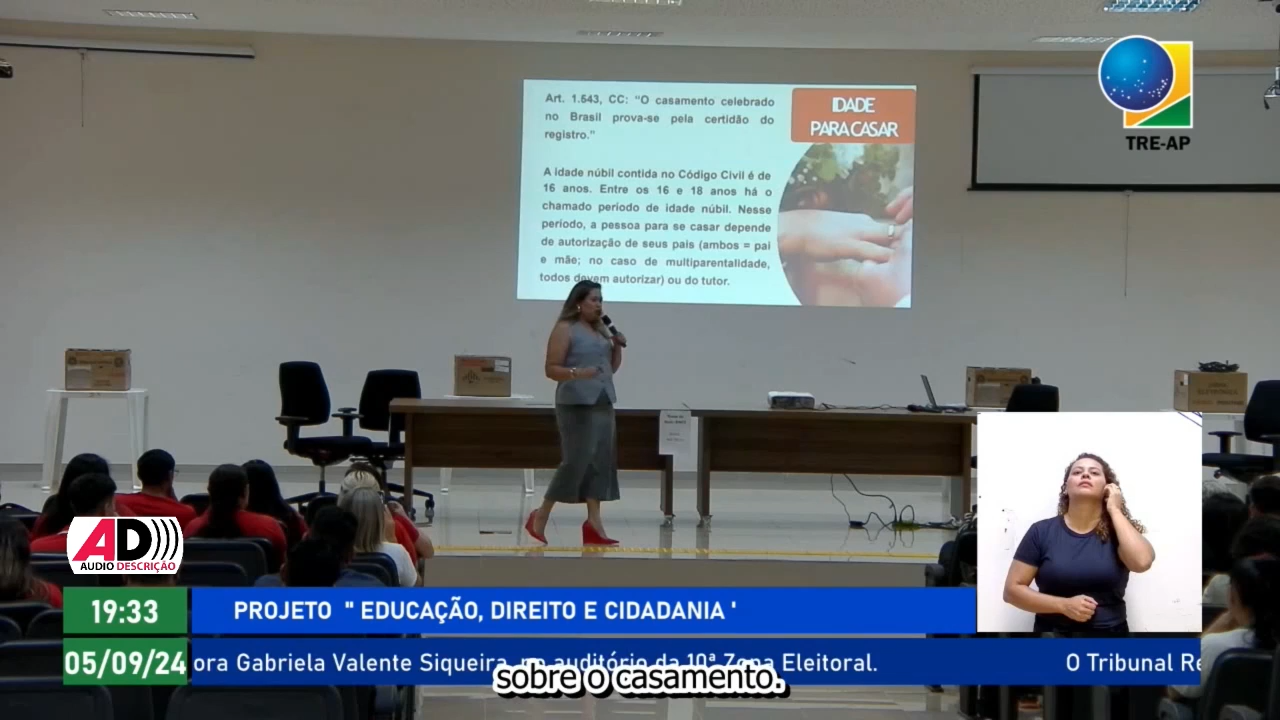 Art. 1.543, CC: “O casamento celebrado
no Brasil prova-se pela certidão do
registro.”
IDADE
PARA CASAR
A idade núbil contida no Código Civil é de
16 anos. Entre os 16 e 18 anos há o
chamado período de idade núbil. Nesse
período, a pessoa para se casar depende
de autorização de seus pais (ambos = pai
e mãe; no caso de multiparentalidade,
todos devem autorizar) ou do tutor.
TRE-AP
AD
AUDIO DESCRIÇÃO
19:33
PROJETO " EDUCAÇÃO, DIREITO E CIDADANIA '
05/09/24
ora Gabriela Valente Siqueira, no auditório da 10ª Zona Eleitoral.
O Tribunal Re
sobre o casamento.